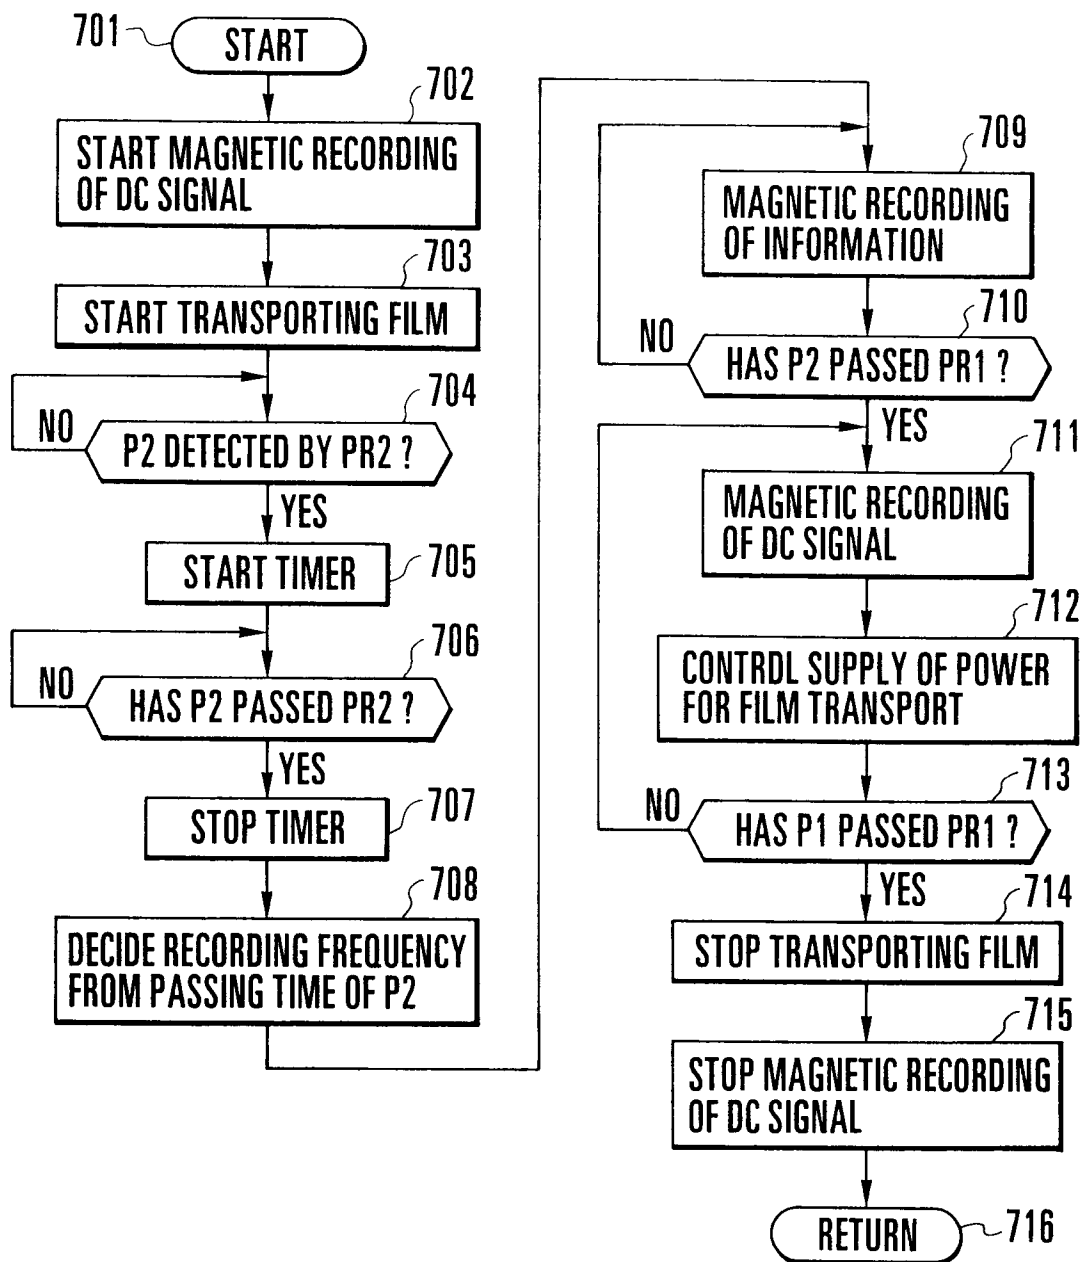 701
START
702
START MAGNETIC RECORDING
OF DC SIGNAL
703
START TRANSPORTING FILM
704
NO
P2 DETECTED BY PR2 ?
YES
705
START TIMER
706
NO
HAS P2 PASSED PR2 ?
YES
707
STOP TIMER
708
DECIDE RECORDING FREQUENCY
FROM PASSING TIME OF P2
709
MAGNETIC RECORDING
OF INFORMATION
710
NO
HAS P2 PASSED PR1 ?
YES
711
MAGNETIC RECORDING
OF DC SIGNAL
712
CONTRDL SUPPLY OF POWER
FOR FILM TRANSPORT
713
NO
HAS P1 PASSED PR1 ?
YES
714
STOP TRANSPORTING FILM
715
STOP MAGNETIC RECORDING
OF DC SIGNAL
RETURN
716